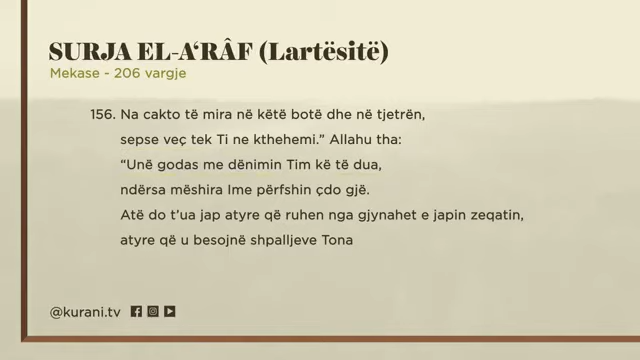 SURJA EL-A‘RÂF (Lartësitë)
Mekase - 206 vargje
156. Na cakto të mira në këtë botë dhe në tjetrën,
sepse veç tek Ti ne kthehemi.” Allahu tha:
“Unë godas me dënimin Tim kë të dua,
ndërsa mëshira Ime përfshin çdo gjë.
Atë do t’ua jap atyre që ruhen nga gjynahet e japin zeqatin,
atyre që u besojnë shpalljeve Tona
@kurani.tv